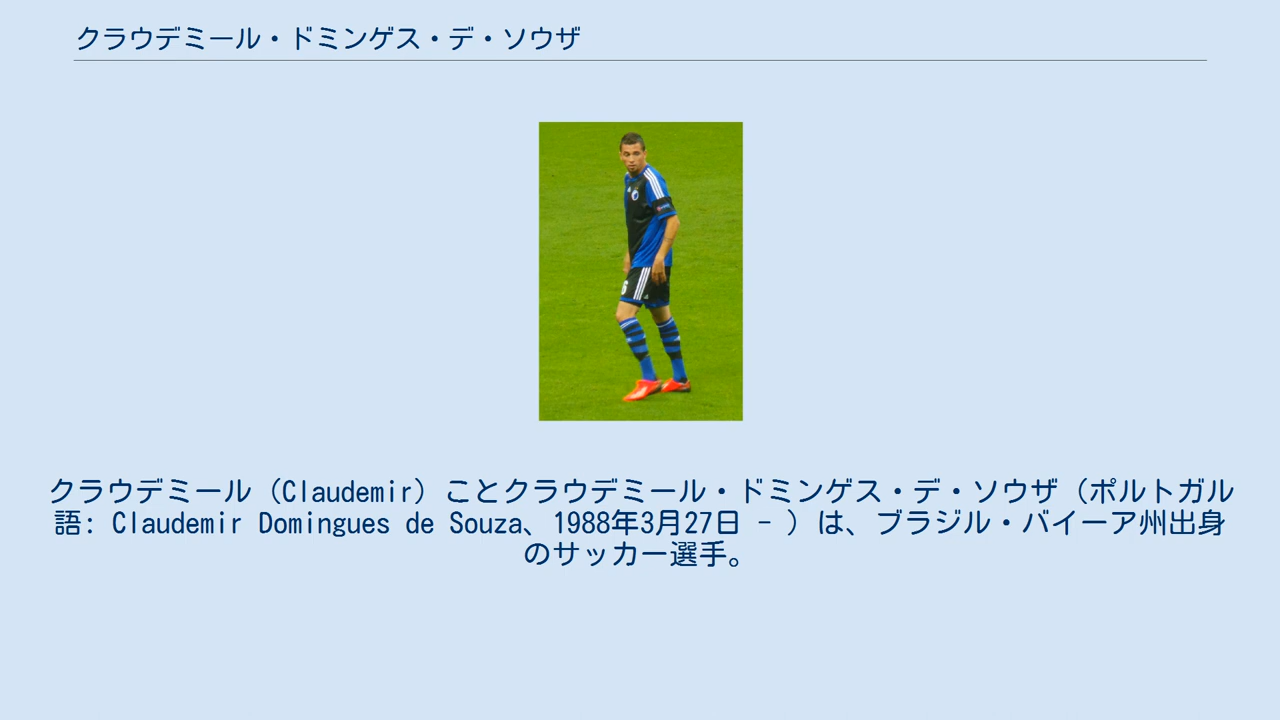 クラウデミール・ドミンゲス・デ・ソウザ
クラウデミール（Claudemir）ことクラウデミール・ドミンゲス・デ・ソウザ（ポルトガル
語: Claudemir Domingues de Souza、1988年3月27日 - ）は、ブラジル・バイーア州出身
のサッカー選手。